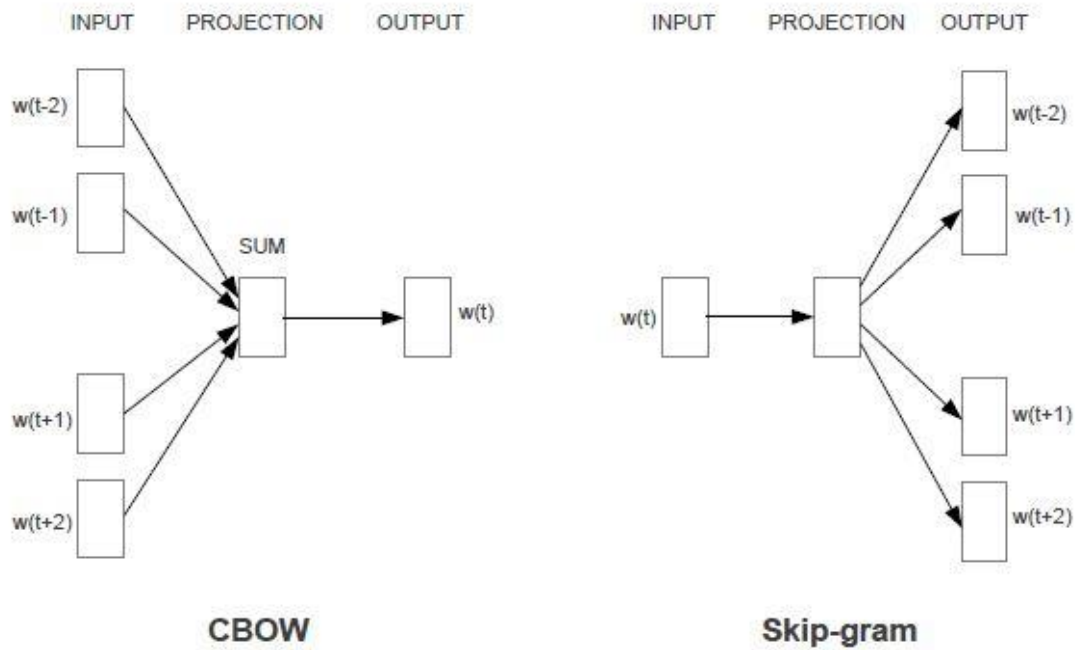 INPUT PROJECTION OUTPUT
w(t-2)
w(t-1)
SUM
w(t)
w(t+1)
w(t+2)
CBOW
INPUT PROJECTION OUTPUT
w(t-2)
w(t-1)
w(t)
w(t+1)
w(t+2)
Skip-gram